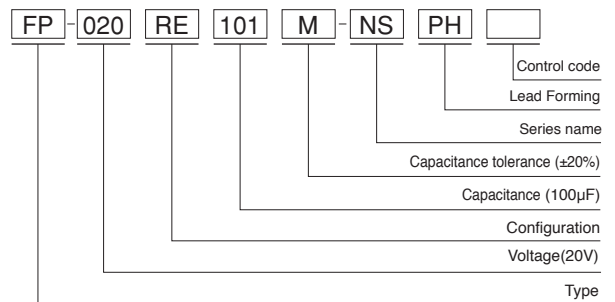 FP-020 RE 101 M-NS PH
Control code
Lead Forming
Series name
Capacitance tolerance (±20%)
Capacitance (100µF)
Configuration
Voltage(20V)
Type